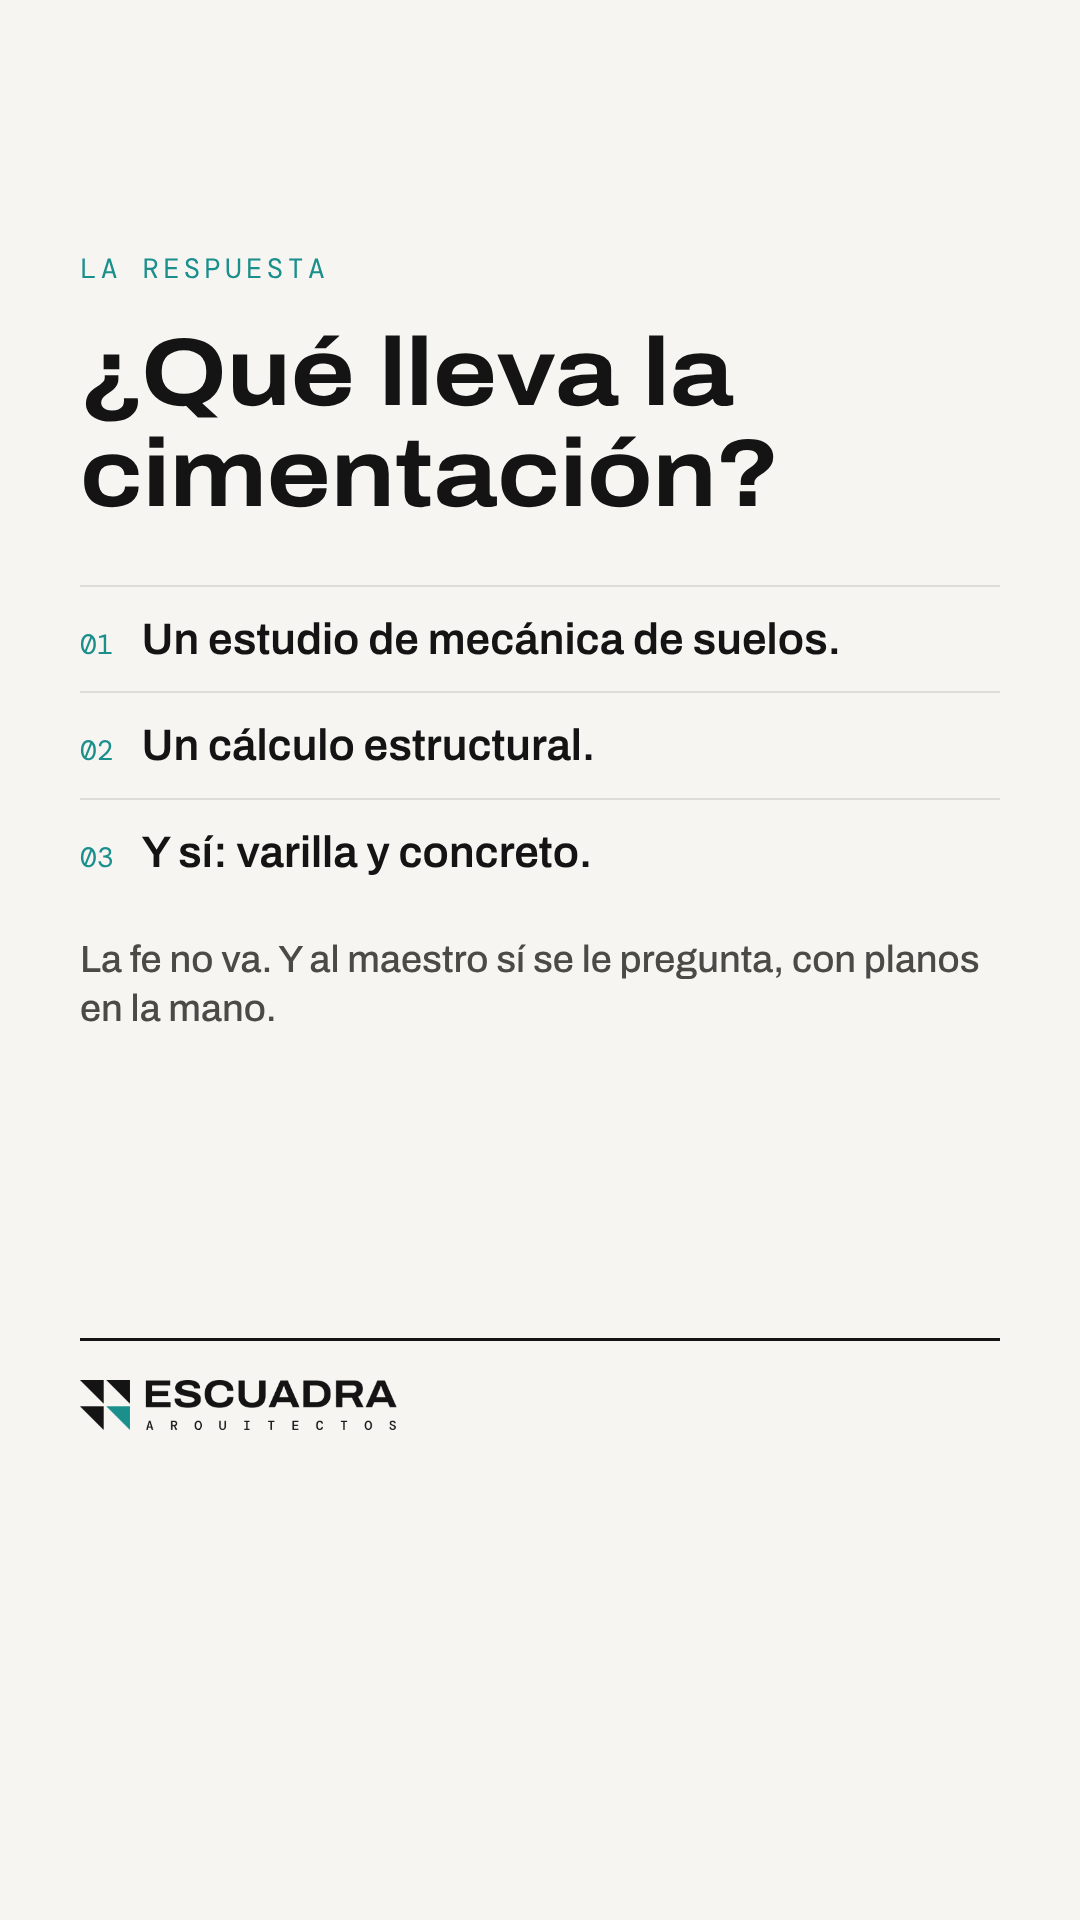 LA RESPUESTA
¿Qué lleva la
cimentación?
01 Un estudio de mecánica de suelos.
02 Un cálculo estructural.
03 Y sí: varilla y concreto.
La fe no va. Y al maestro sí se le pregunta, con planos
en la mano.
ESCUADRA
ARQUITECTOS